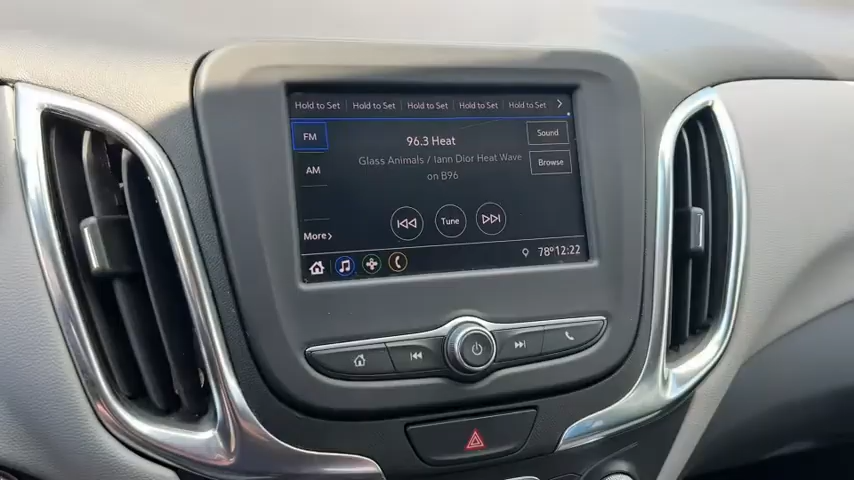 Hold to Set Hold to Set Hold to Set Hold to Set Hold to Set
FM
96.3 Heat
Sound
AM
Glass Animals / Iann Dior Heat Wave
on B96
Browse
Tune
More
78° 12:22